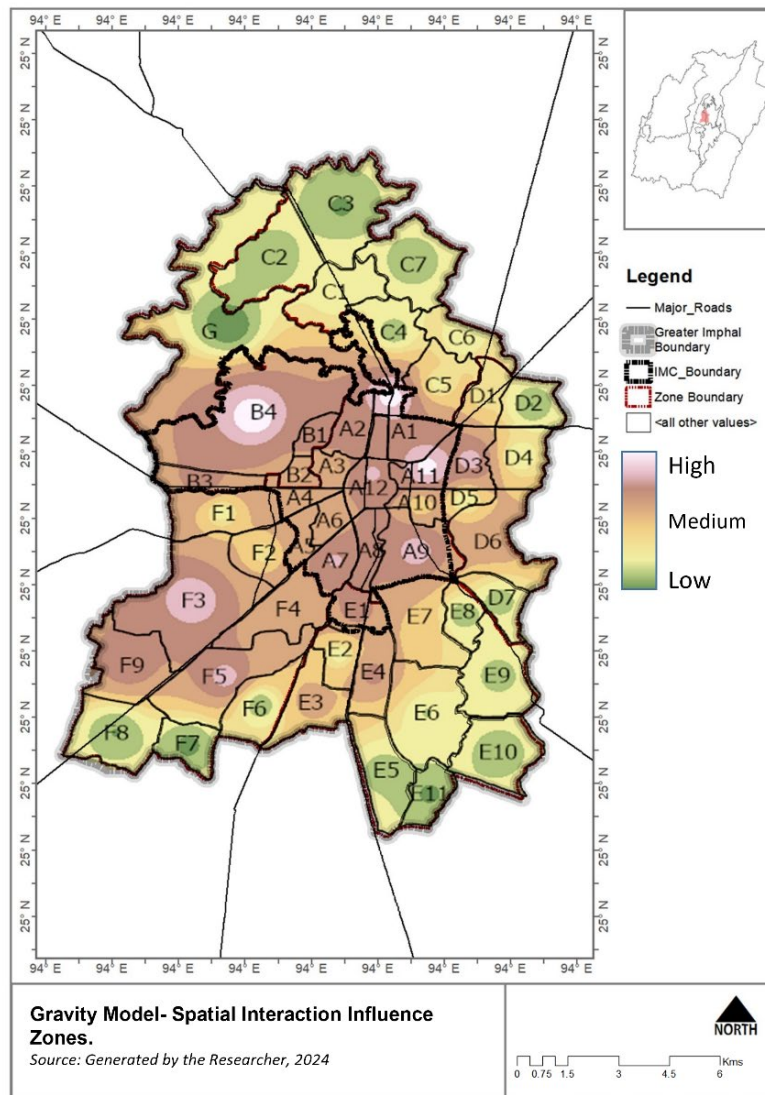 94° E 94° E 94° E 94° E 94° E 94° E 94° E 94° E 94° E
25° N 25° N
25° N 25° N
25° N 25° N
25° N 25° N
25° N 25° N
25° N 25° N
25° N 25° N
25° N 25° N
25° N 25° N
25° N 25° N
25° N 25° N
25° N 25° N
25° N 25° N
25° N 25° N
C3
C2 C7
C1
G C4 C6
C5 D1
B4 D2
B1 A2 A1
A3 A11 D3 D4
B3 B2 A12
A4 A10 D5
F1 A6
F2 A5 A7 A8 A9 D6
F3 F4 E1 E7 E8 D7
E2
F9 F5 E4 E9
F6 E3 E6
F8 F7 E10
E5 E11
94° E 94° E 94° E 94° E 94° E 94° E 94° E 94° E 94° E
Legend
Major_Roads
Greater Imphal
Boundary
IMC_Boundary
Zone Boundary
<all other values>
High
Medium
Low
Gravity Model- Spatial Interaction Influence
Zones.
Source: Generated by the Researcher, 2024
NORTH
Kms
0 0.75 1.5 3 4.5 6